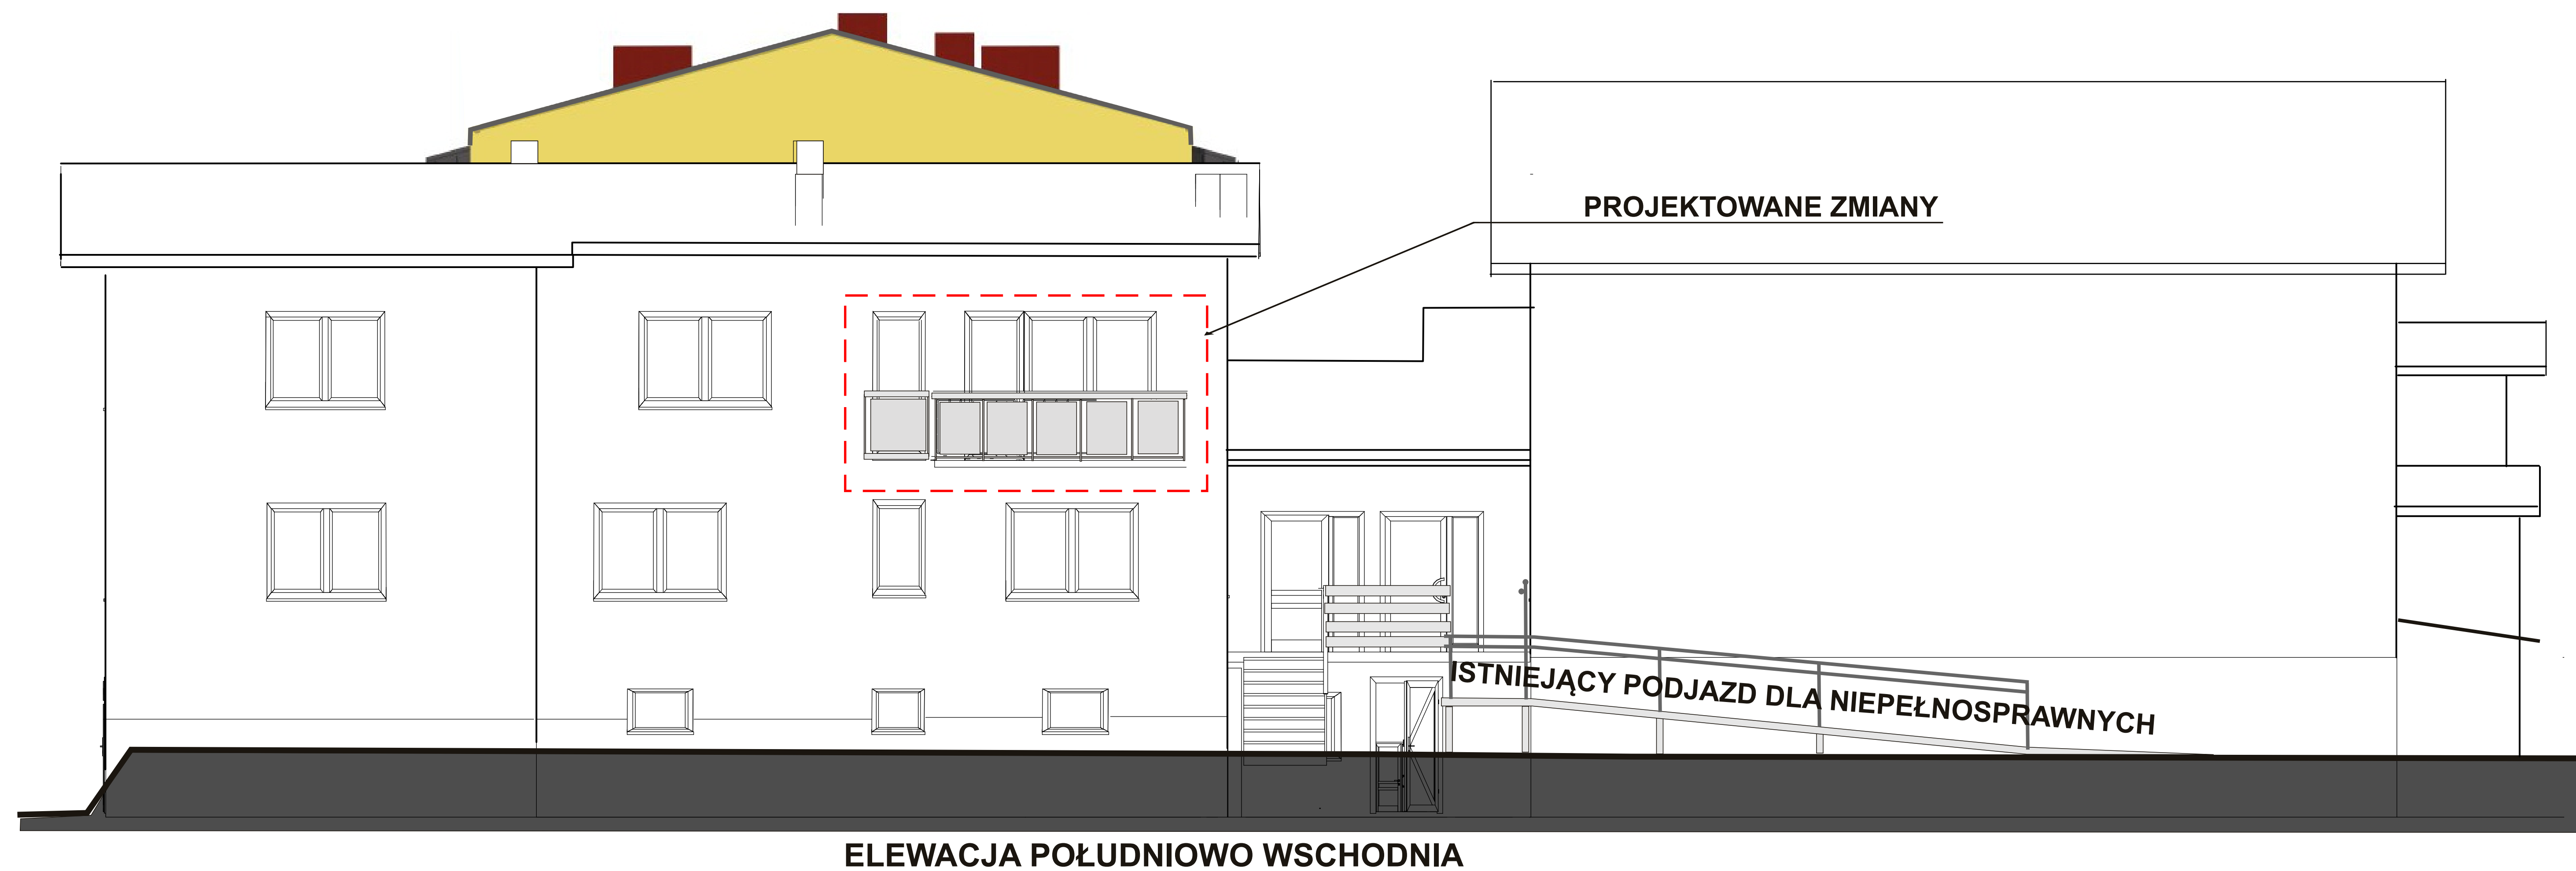 PROJEKTOWANE ZMIANY
ISTNIEJĄCY PODJAZD DLA NIEPEŁNOSPRAWNYCH
ELEWACJA POŁUDNIOWO WSCHODNIA